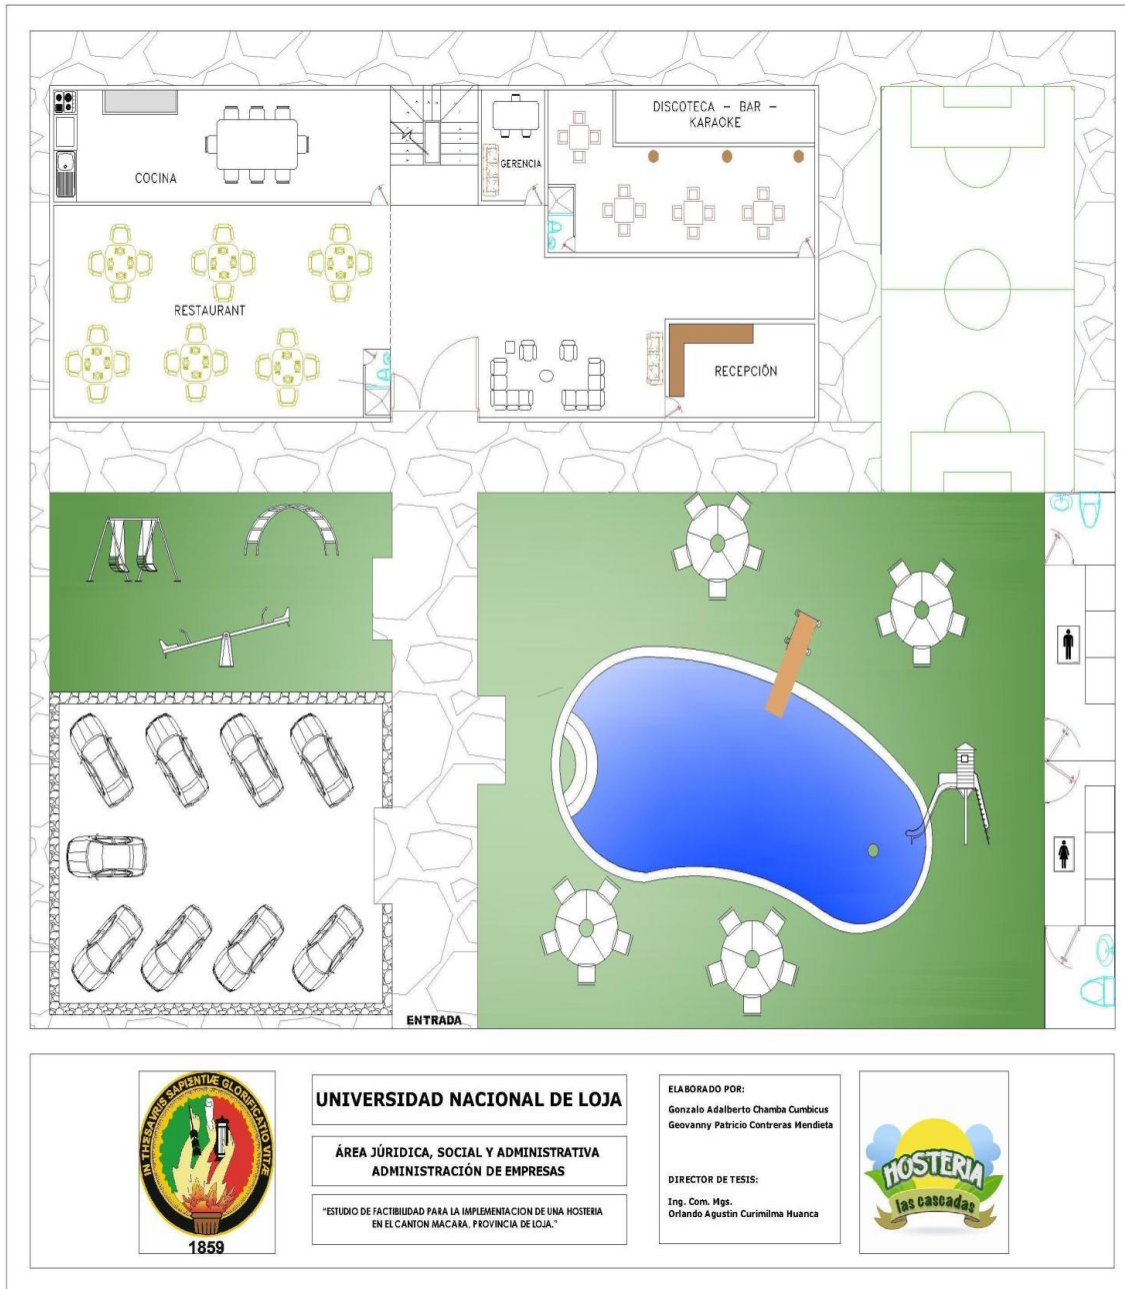 DISCOTECA – BAR –
KARAOKE
GERENCIA
COCINA
RESTAURANT
RECEPCIÓN
ENTRADA
IN THESAVRIS SAPIENTIÆ GLORIFICATIO VITÆ
1859
UNIVERSIDAD NACIONAL DE LOJA
ÁREA JÚRIDICA, SOCIAL Y ADMINISTRATIVA
ADMINISTRACIÓN DE EMPRESAS
“ESTUDIO DE FACTIBILIDAD PARA LA IMPLEMENTACION DE UNA HOSTERIA
EN EL CANTON MACARA, PROVINCIA DE LOJA.”
ELABORADO POR:
Gonzalo Adalberto Chamba Cumbicus
Geovanny Patricio Contreras Mendieta
DIRECTOR DE TESIS:
Ing. Com. Mgs.
Orlando Agustin Curimilma Huanca
HOSTERIA
las cascadas